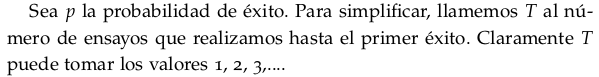 Sea p la probabilidad de éxito. Para simplificar, llamemos T al nú-
mero de ensayos que realizamos hasta el primer éxito. Claramente T
puede tomar los valores 1, 2, 3,....